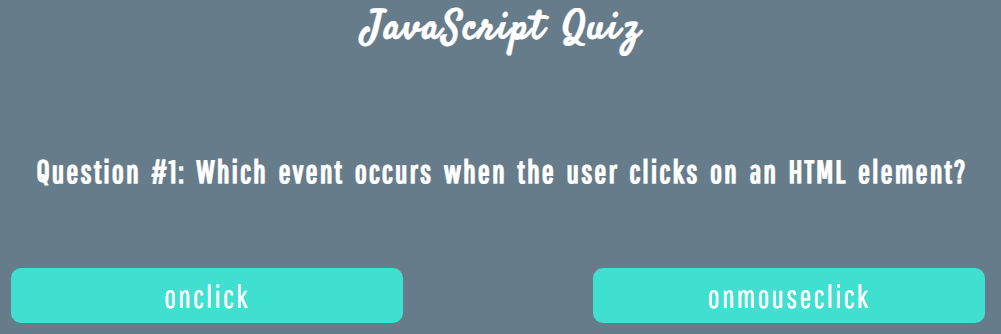 JavaScript Quiz
Question #1: Which event occurs when the user clicks on an HTML element?
onclick
onmouseclick